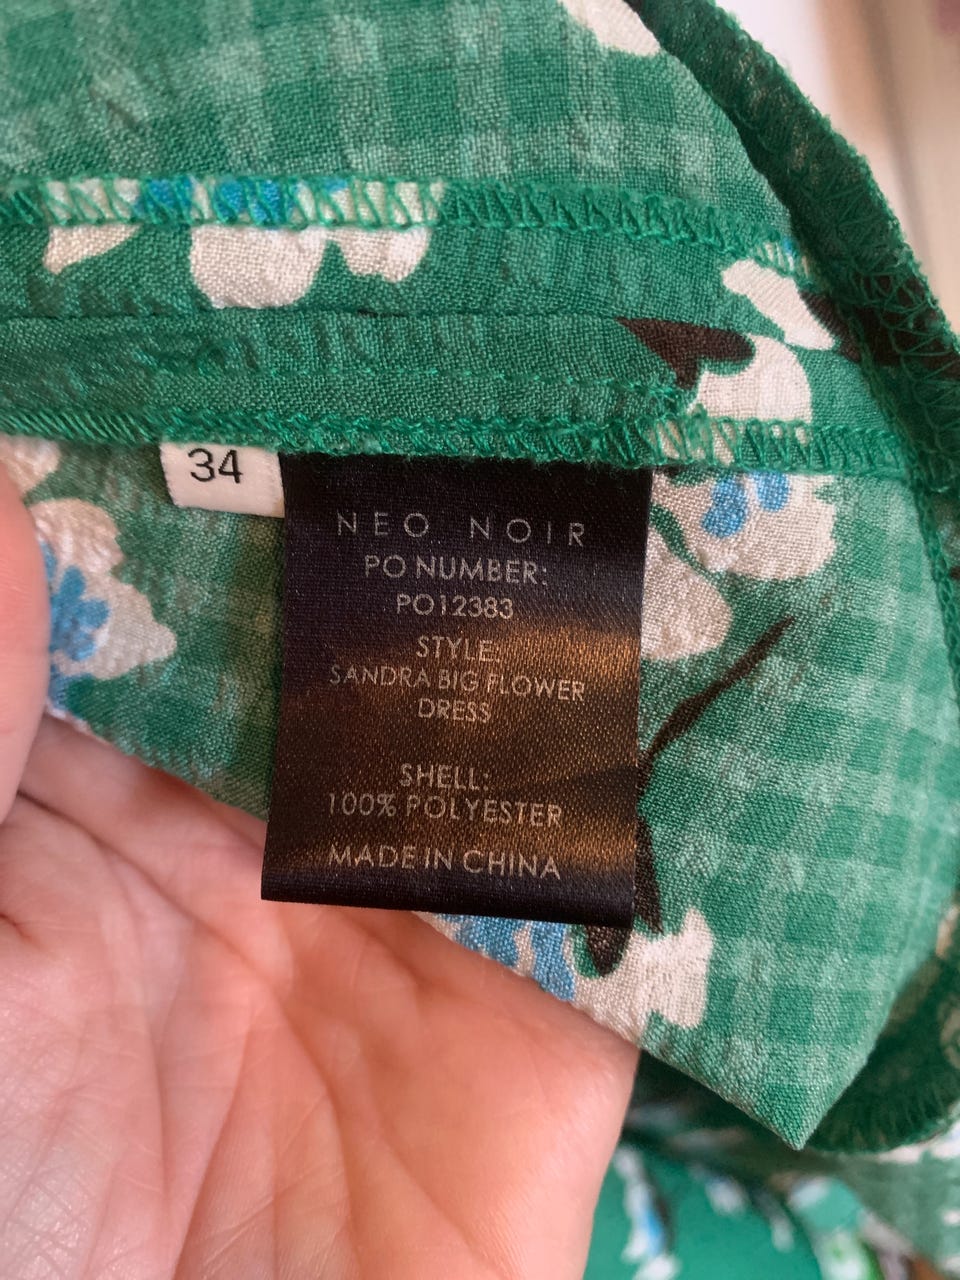 34
NEO NOIR
PO NUMBER:
PO12383
STYLE:
SANDRA BIG FLOWER
DRESS
SHELL:
100% POLYESTER
MADE IN CHINA